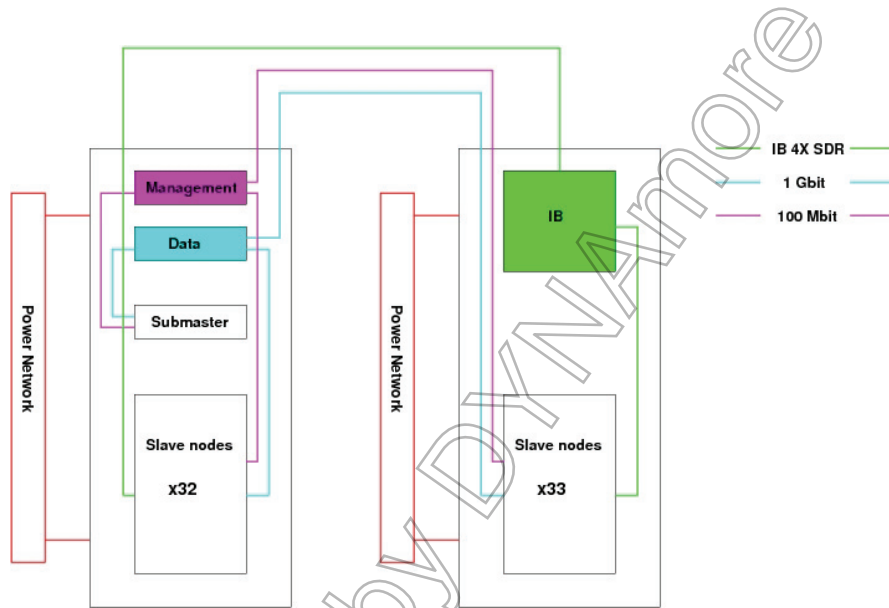 IB 4X SDR
1 Gbit
100 Mbit
Management
Data
Submaster
Slave nodes
x32
Power Network
IB
Slave nodes
x33
Power Network
by DYNAmore